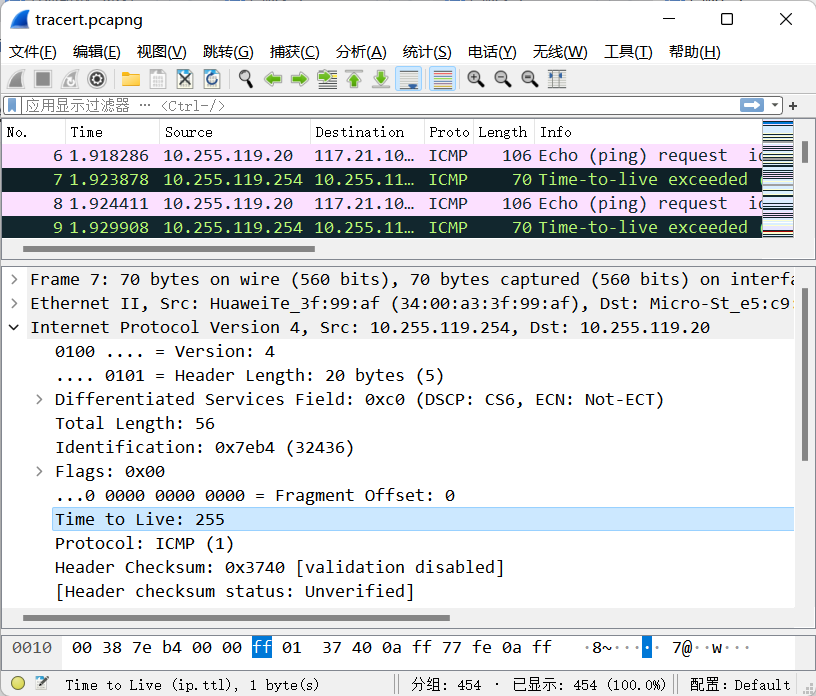 tracert.pcapng
文件(F) 编辑(E) 视图(V) 跳转(G) 捕获(C) 分析(A) 统计(S) 电话(Y) 无线(W) 工具(T) 帮助(H)
应用显示过滤器 … <Ctrl-/>
No. Time Source Destination Proto Length Info
6 1.918286 10.255.119.20 117.21.10… ICMP 106 Echo (ping) request
7 1.923878 10.255.119.254 10.255.11… ICMP 70 Time-to-live exceeded
8 1.924411 10.255.119.20 117.21.10… ICMP 106 Echo (ping) request
9 1.929908 10.255.119.254 10.255.11… ICMP 70 Time-to-live exceeded
Frame 7: 70 bytes on wire (560 bits), 70 bytes captured (560 bits) on interfa
Ethernet II, Src: HuaweiTe_3f:99:af (34:00:a3:3f:99:af), Dst: Micro-St_e5:c9:
Internet Protocol Version 4, Src: 10.255.119.254, Dst: 10.255.119.20
0100 .... = Version: 4
.... 0101 = Header Length: 20 bytes (5)
Differentiated Services Field: 0xc0 (DSCP: CS6, ECN: Not-ECT)
Total Length: 56
Identification: 0x7eb4 (32436)
Flags: 0x00
...0 0000 0000 0000 = Fragment Offset: 0
Time to Live: 255
Protocol: ICMP (1)
Header Checksum: 0x3740 [validation disabled]
[Header checksum status: Unverified]
0010 00 38 7e b4 00 00 ff 01 37 40 0a ff 77 fe 0a ff ·8~····· 7@··w···
Time to Live (ip.ttl), 1 byte(s) 分组: 454 · 已显示: 454 (100.0%) 配置: Default